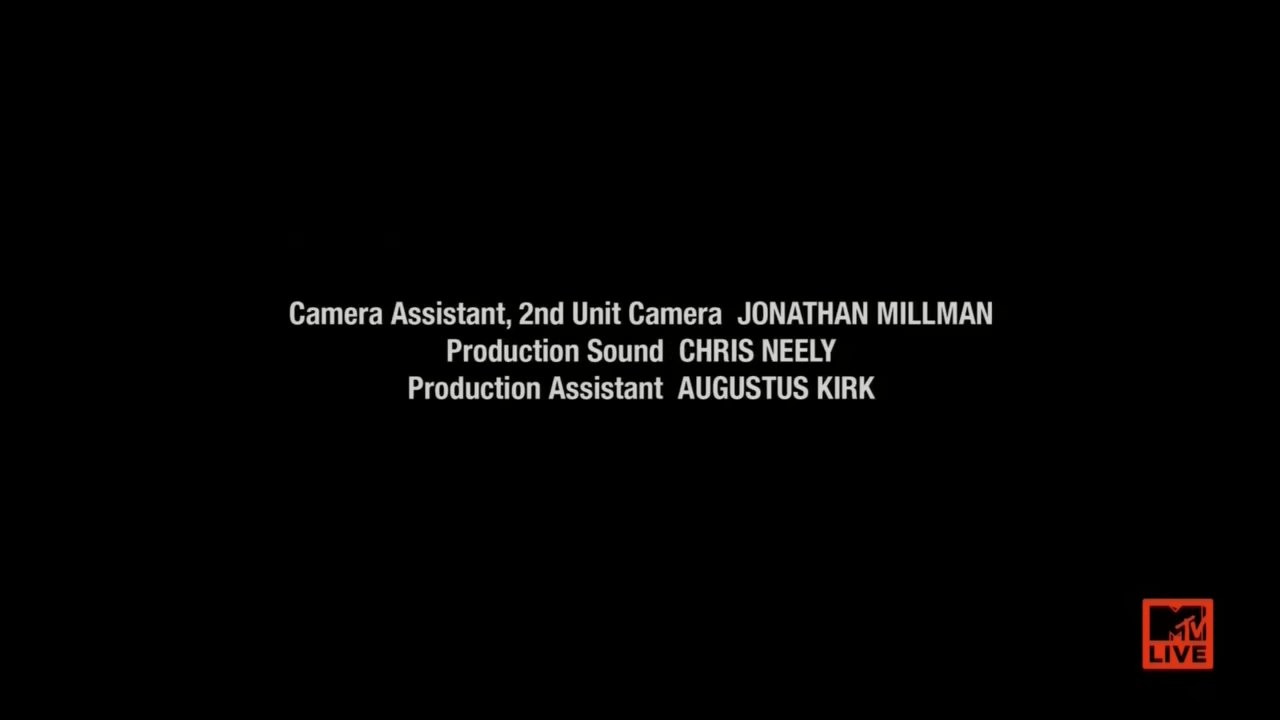 Camera Assistant, 2nd Unit Camera JONATHAN MILLMAN
Production Sound CHRIS NEELY
Production Assistant AUGUSTUS KIRK
MTV
LIVE